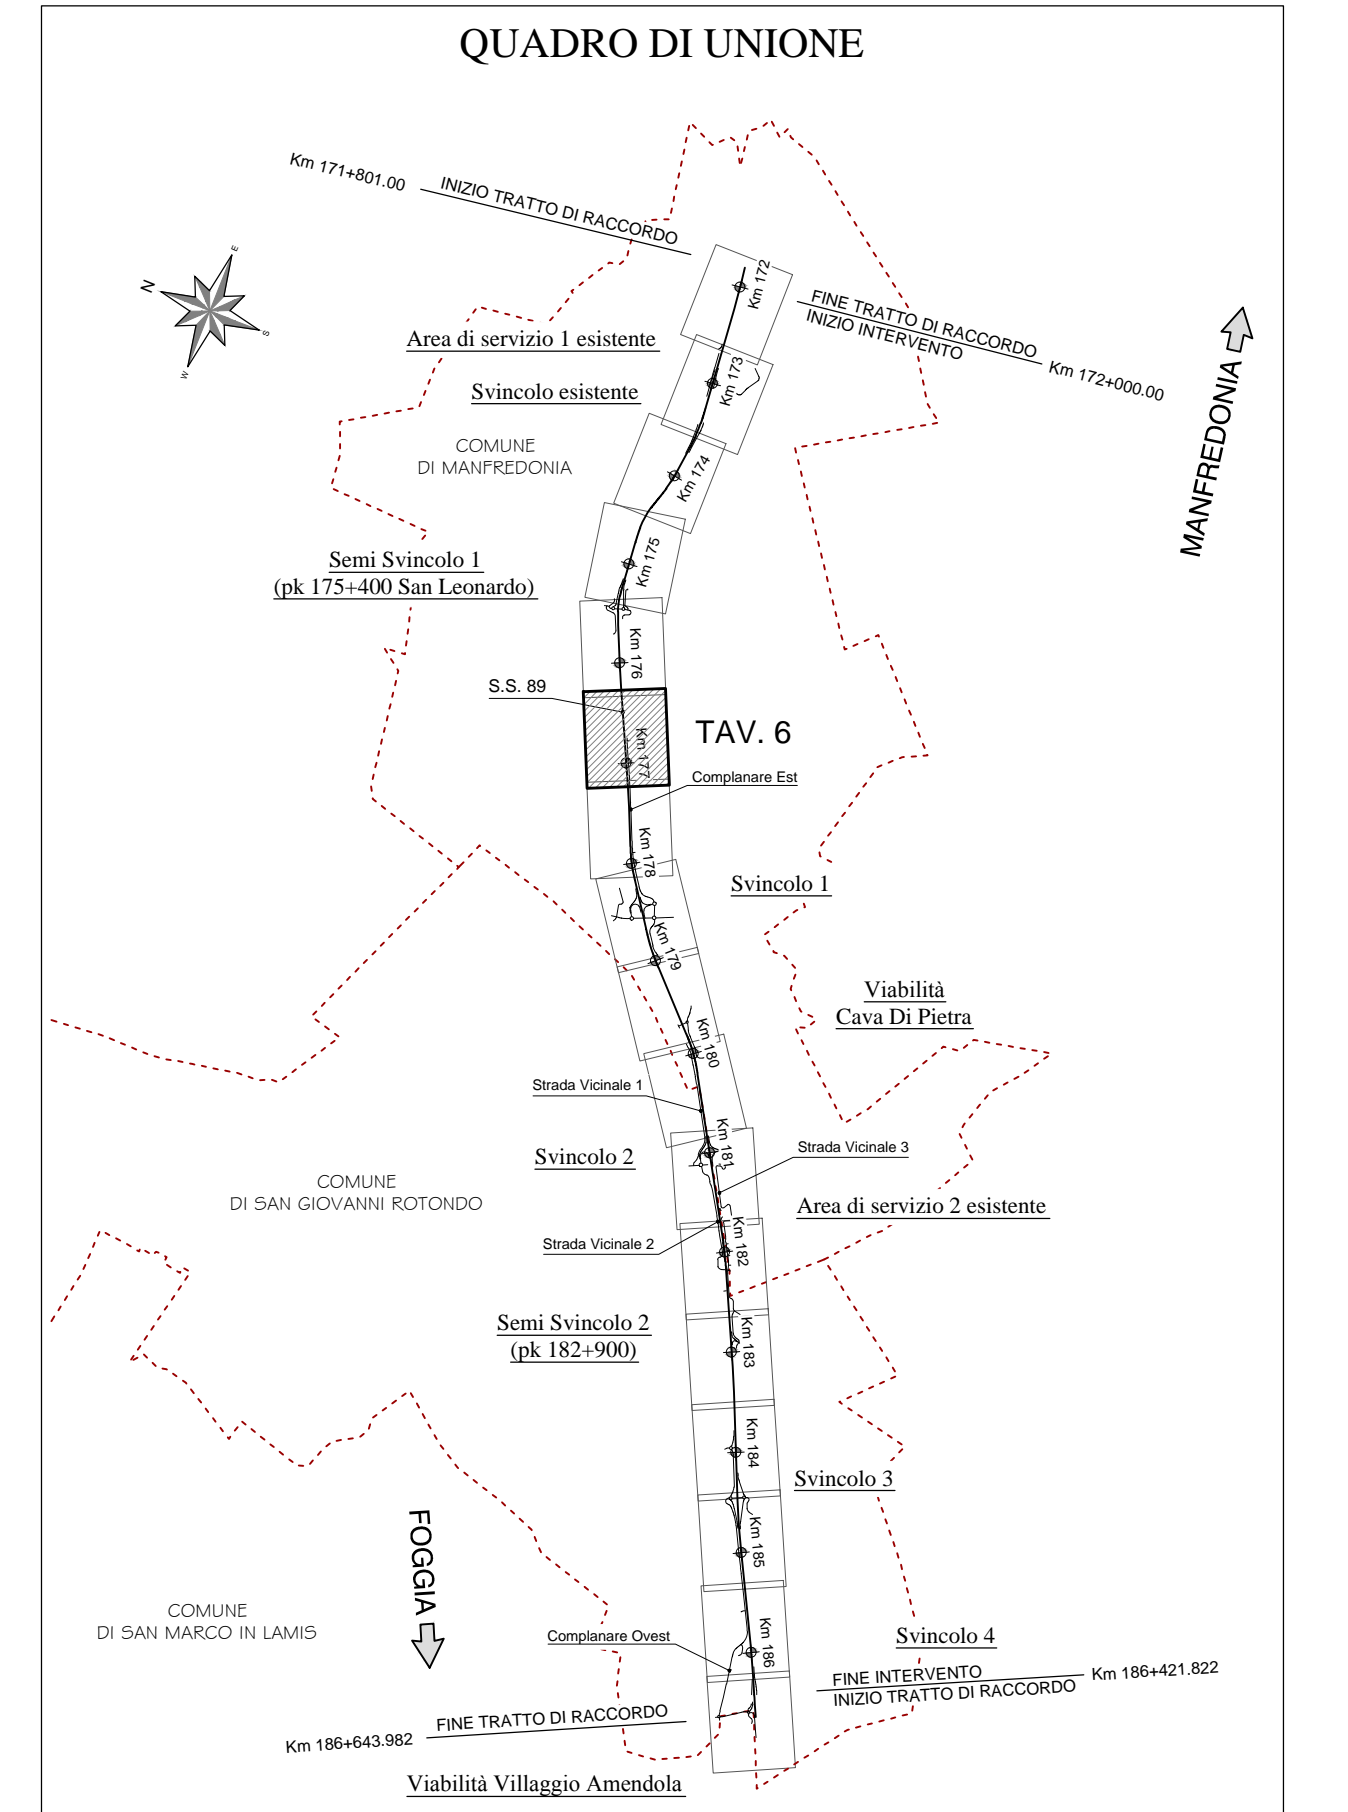 QUADRO DI UNIONE
Km 171+801.00
INIZIO TRATTO DI RACCORDO
N
E
S
W
Km 172
FINE TRATTO DI RACCORDO
INIZIO INTERVENTO
Km 172+000.00
MANFREDONIA
Area di servizio 1 esistente
Km 173
Svincolo esistente
COMUNE
DI MANFREDONIA
Km 174
Semi Svincolo 1
(pk 175+400 San Leonardo)
Km 175
Km 176
S.S. 89
TAV. 6
Km 177
Complanare Est
Km 178
Svincolo 1
Km 179
Viabilità
Cava Di Pietra
Km 180
Strada Vicinale 1
Km 181
Strada Vicinale 3
Svincolo 2
COMUNE
DI SAN GIOVANNI ROTONDO
Area di servizio 2 esistente
Strada Vicinale 2
Km 182
Semi Svincolo 2
(pk 182+900)
Km 183
Km 184
Svincolo 3
FOGGIA
Km 185
COMUNE
DI SAN MARCO IN LAMIS
Complanare Ovest
Km 186
Svincolo 4
FINE INTERVENTO
INIZIO TRATTO DI RACCORDO
Km 186+421.822
FINE TRATTO DI RACCORDO
Km 186+643.982
Viabilità Villaggio Amendola